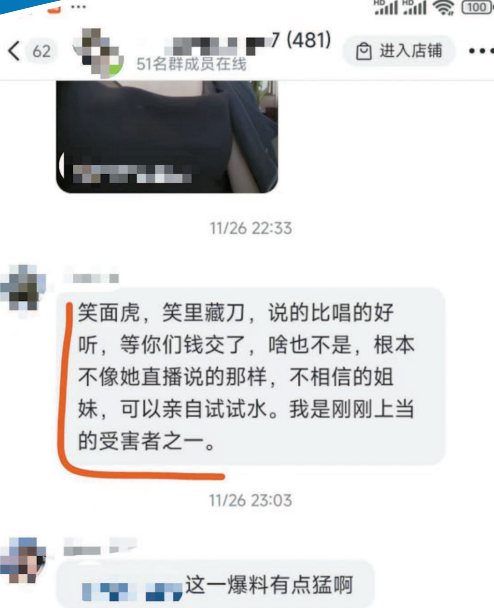 HD HD 100
62
7 (481)
51名群成员在线
进入店铺
11/26 22:33
笑面虎，笑里藏刀，说的比唱的好
听，等你们钱交了，啥也不是，根本
不像她直播说的那样，不相信的姐
妹，可以亲自试试水。我是刚刚上当
的受害者之一。
11/26 23:03
这一爆料有点猛啊